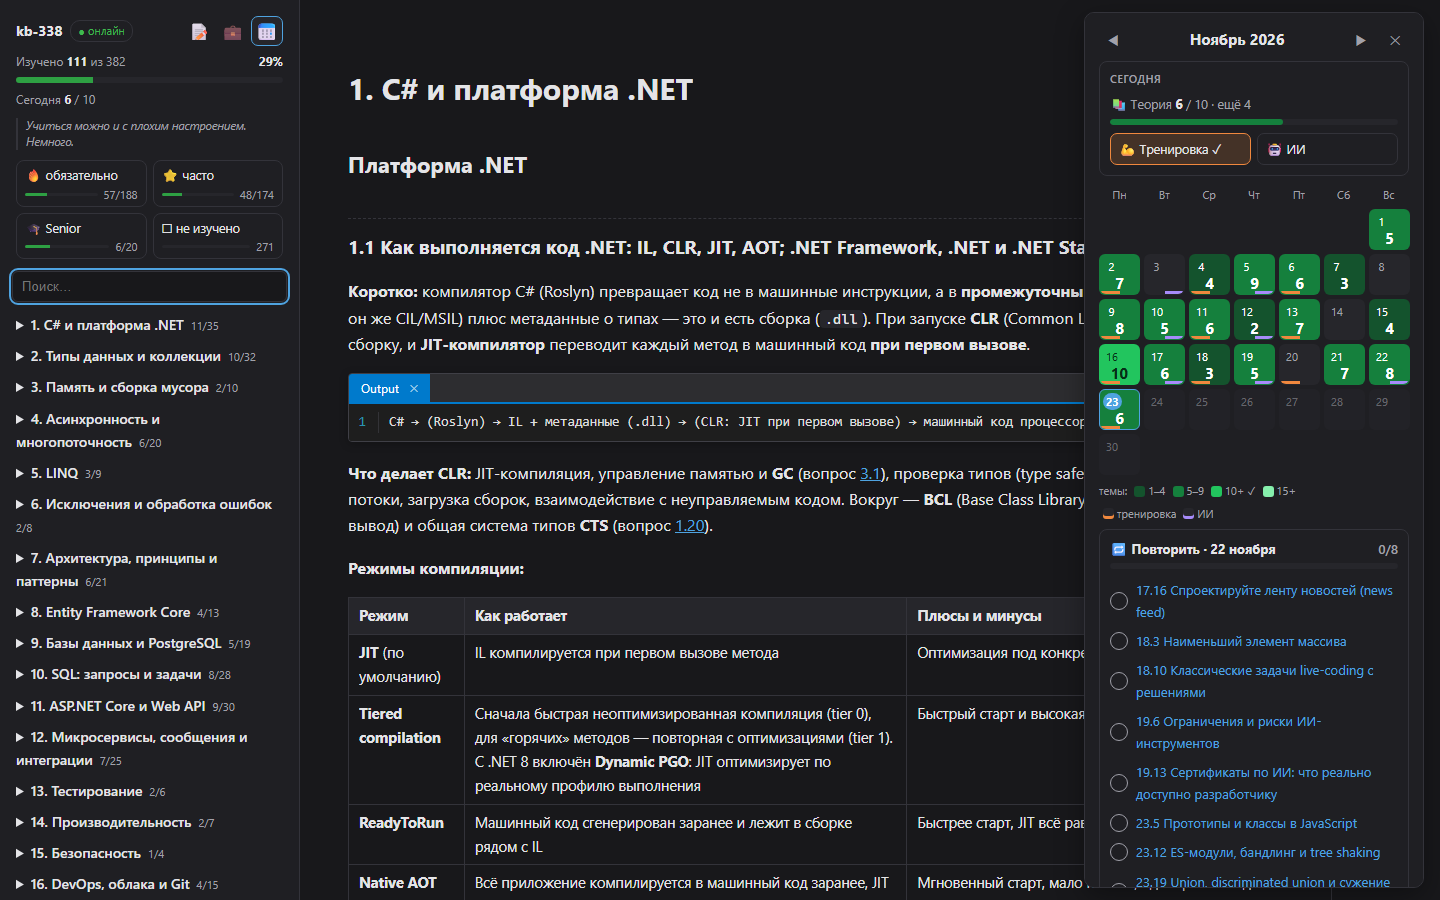 kb-338
онлайн
Изучено 111 из 382
29%
Сегодня 6 / 10
Учиться можно и с плохим настроением.
Немного.
обязательно
57/188
часто
48/174
Senior
6/20
не изучено
271
Поиск...
1. C# и платформа .NET 11/35
2. Типы данных и коллекции 10/32
3. Память и сборка мусора 2/10
4. Асинхронность и
многопоточность 6/20
5. LINQ 3/9
6. Исключения и обработка ошибок
2/8
7. Архитектура, принципы и
паттерны 6/21
8. Entity Framework Core 4/13
9. Базы данных и PostgreSQL 5/19
10. SQL: запросы и задачи 8/28
11. ASP.NET Core и Web API 9/30
12. Микросервисы, сообщения и
интеграции 7/25
13. Тестирование 2/6
14. Производительность 2/7
15. Безопасность 1/4
16. DevOps, облака и Git 4/15
1. C# и платформа .NET
Платформа .NET
1.1 Как выполняется код .NET: IL, CLR, JIT, AOT; .NET Framework, .NET и .NET Sta
Коротко: компилятор C# (Roslyn) превращает код не в машинные инструкции, а в промежуточны
он же CIL/MSIL) плюс метаданные о типах — это и есть сборка (.dll). При запуске CLR (Common L
сборку, и JIT-компилятор переводит каждый метод в машинный код при первом вызове.
Output ×
1 C# → (Roslyn) → IL + метаданные (.dll) → (CLR: JIT при первом вызове) → машинный код процессор
Что делает CLR: JIT-компиляция, управление памятью и GC (вопрос 3.1), проверка типов (type safe
потоки, загрузка сборок, взаимодействие с неуправляемым кодом. Вокруг — BCL (Base Class Library
вывод) и общая система типов CTS (вопрос 1.20).
Режимы компиляции:
Режим Как работает Плюсы и минусы
JIT (по
умолчанию)
IL компилируется при первом вызове метода
Оптимизация под конкре
Tiered
compilation
Сначала быстрая неоптимизированная компиляция (tier 0),
для «горячих» методов — повторная с оптимизациями (tier 1).
С .NET 8 включён Dynamic PGO: JIT оптимизирует по
реальному профилю выполнения
Быстрый старт и высокая
ReadyToRun
Машинный код сгенерирован заранее и лежит в сборке
рядом с IL
Быстрее старт, JIT всё рав
Native AOT
Всё приложение компилируется в машинный код заранее, JIT
Мгновенный старт, мало
Ноябрь 2026
СЕГОДНЯ
Теория 6 / 10 · ещё 4
Тренировка ✓
ИИ
Пн Вт Ср Чт Пт Сб Вс
1
5
2 3 4 5 6 7 8
7 4 9 6 3
9 10 11 12 13 14 15
8 5 6 2 7 4
16 17 18 19 20 21 22
10 6 3 5 7 8
23 24 25 26 27 28 29
6
30
темы: 1–4 5–9 10+ ✓ 15+
тренировка ИИ
Повторить · 22 ноября 0/8
17.16 Спроектируйте ленту новостей (news
feed)
18.3 Наименьший элемент массива
18.10 Классические задачи live-coding с
решениями
19.6 Ограничения и риски ИИ-
инструментов
19.13 Сертификаты по ИИ: что реально
доступно разработчику
23.5 Прототипы и классы в JavaScript
23.12 ES-модули, бандлинг и tree shaking
23.19 Union, discriminated union и сужение